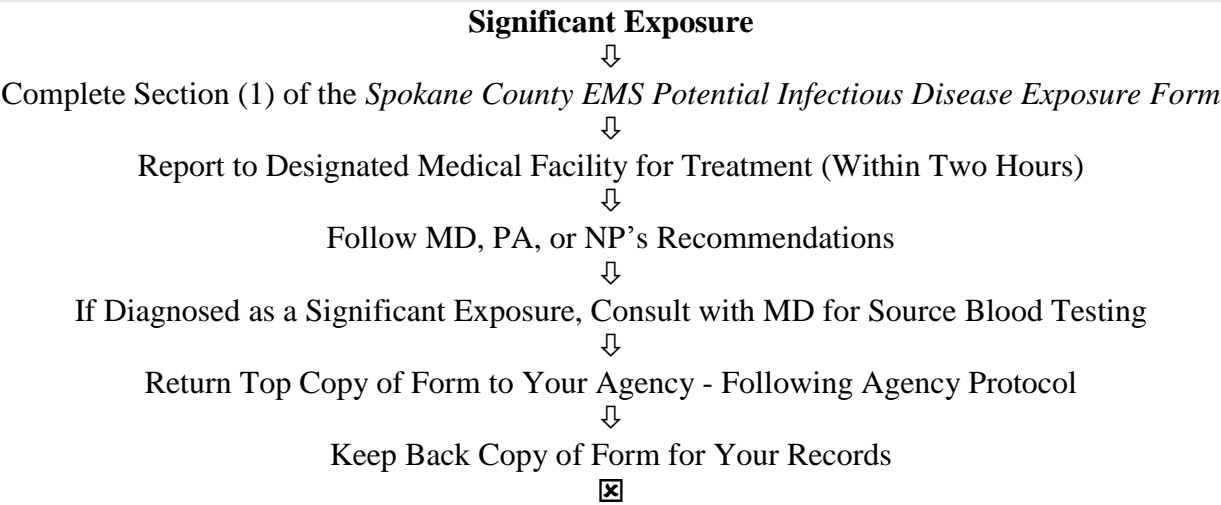 Significant Exposure
⇩
Complete Section (1) of the Spokane County EMS Potential Infectious Disease Exposure Form
⇩
Report to Designated Medical Facility for Treatment (Within Two Hours)
⇩
Follow MD, PA, or NP’s Recommendations
⇩
If Diagnosed as a Significant Exposure, Consult with MD for Source Blood Testing
⇩
Return Top Copy of Form to Your Agency - Following Agency Protocol
⇩
Keep Back Copy of Form for Your Records
☒